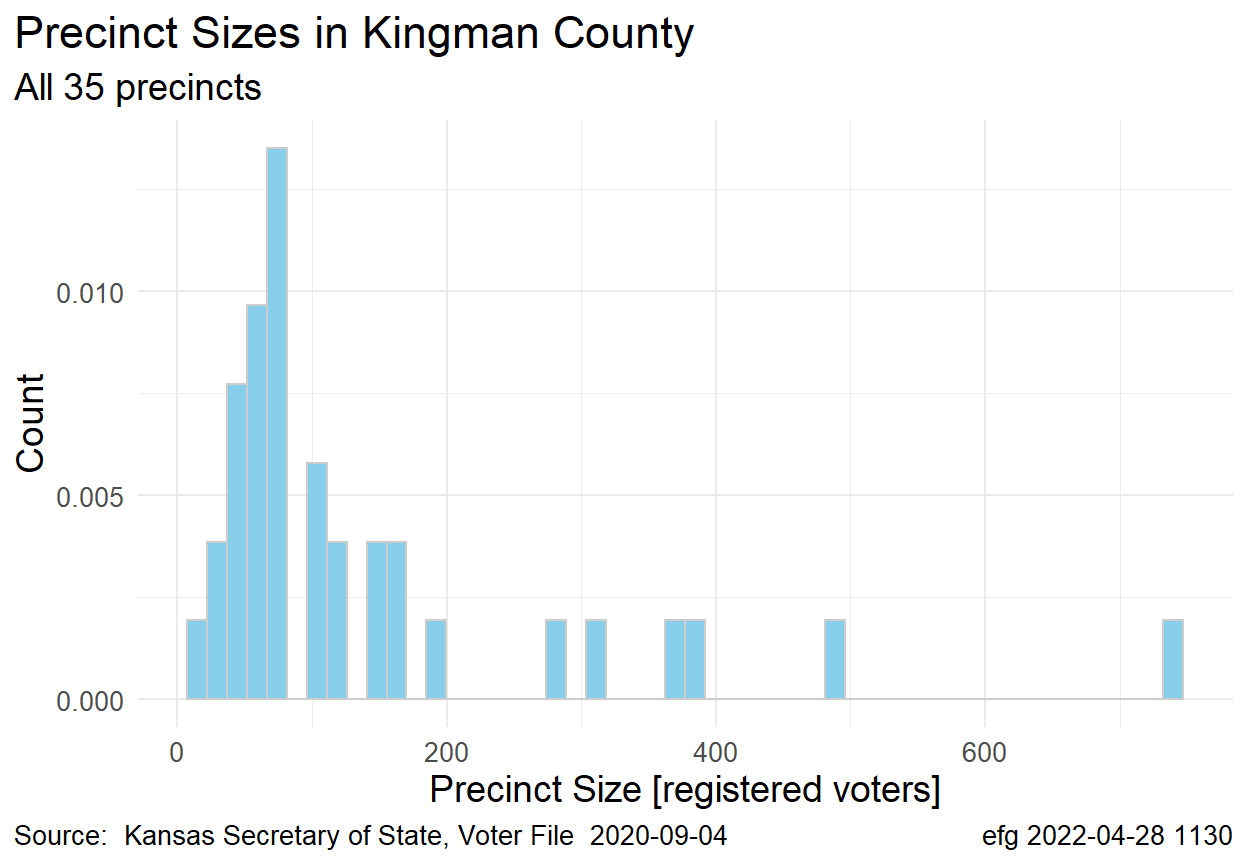 Precinct Sizes in Kingman County
All 35 precincts
Count
0.010
0.005
0.000
0 200 400 600
Precinct Size [registered voters]
Source:  Kansas Secretary of State, Voter File  2020-09-04
efg 2022-04-28 1130